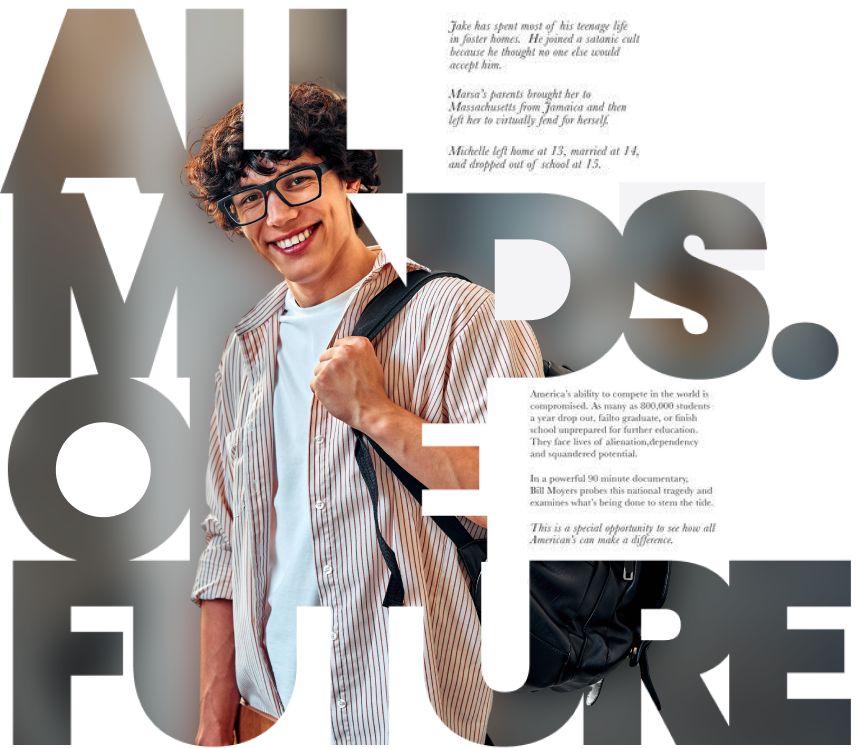 ALL
Jake has spent most of his teenage life
in foster homes. He joined a satanic cult
because he thought no one else would
accept him.
Marsa's parents brought her to
Massachusetts from Jamaica and then
left her to virtually fend for herself.
Michelle left home at 13, married at 14,
and dropped out of school at 15.
MINDS.
ONE
America's ability to compete in the world is
compromised. As many as 800,000 students
a year drop out, failto graduate, or finish
school unprepared for further education.
They face lives of alienation,dependency
and squandered potential.
In a powerful 90 minute documentary,
Bill Moyers probes this national tragedy and
examines what's being done to stem the tide.
This is a special opportunity to see how all
American's can make a difference.
FUTURE